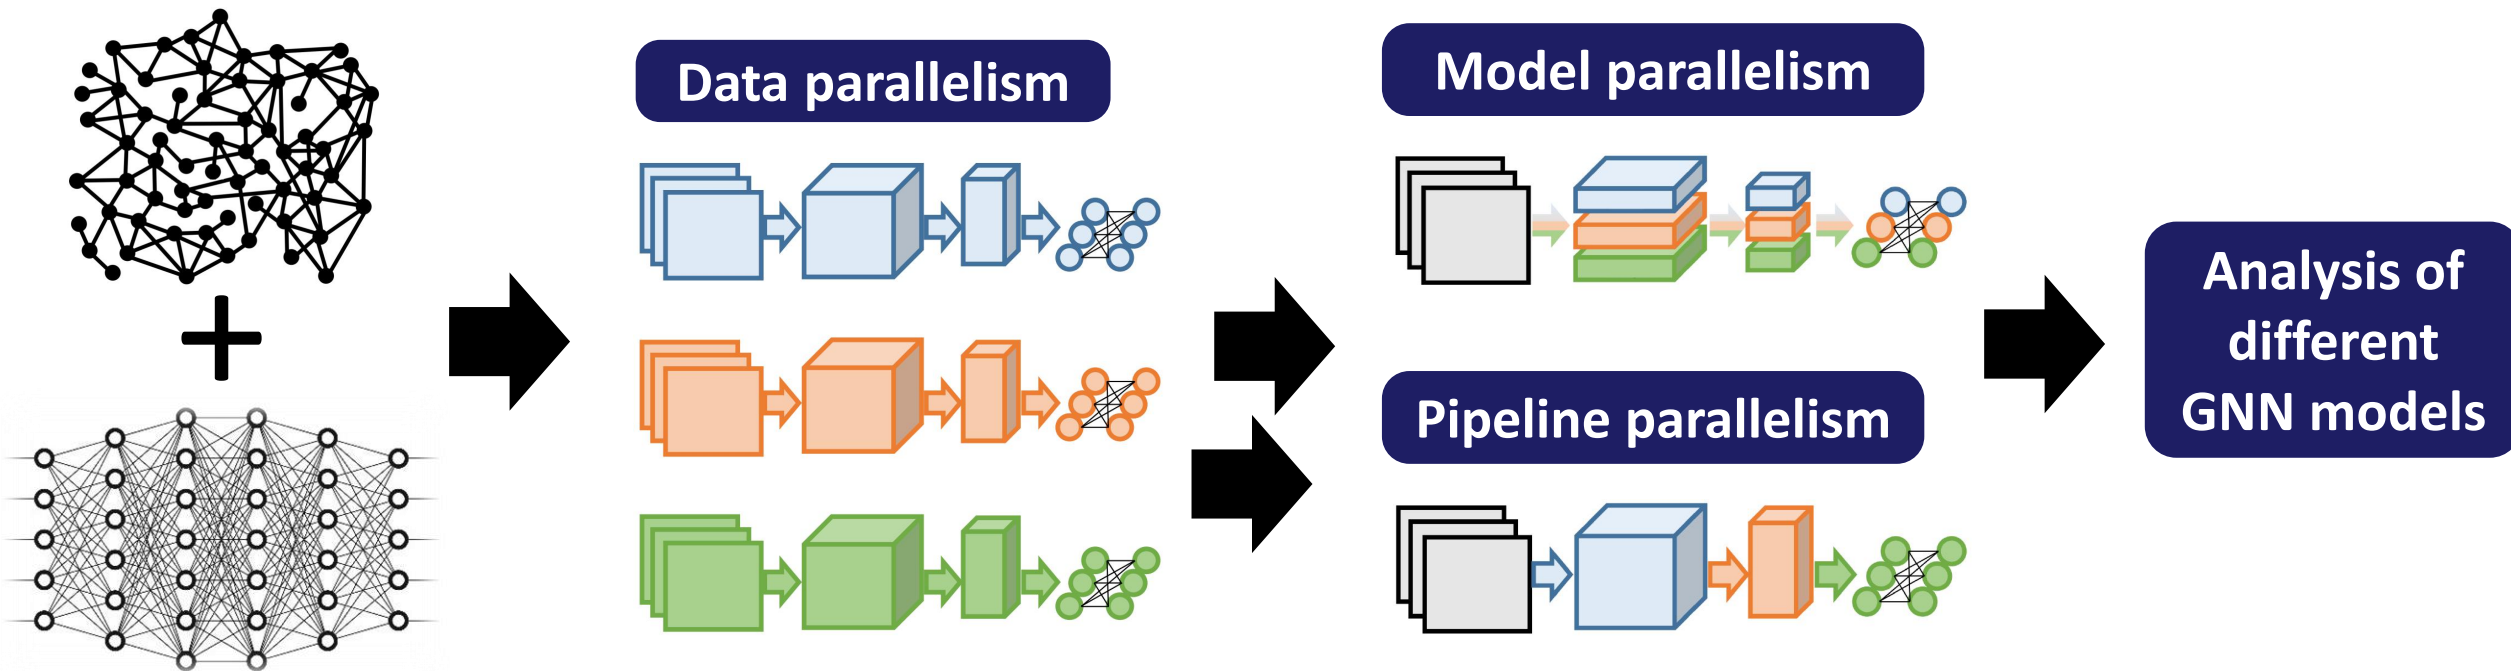 Data parallelism
Model parallelism
Pipeline parallelism
Analysis of
different
GNN models